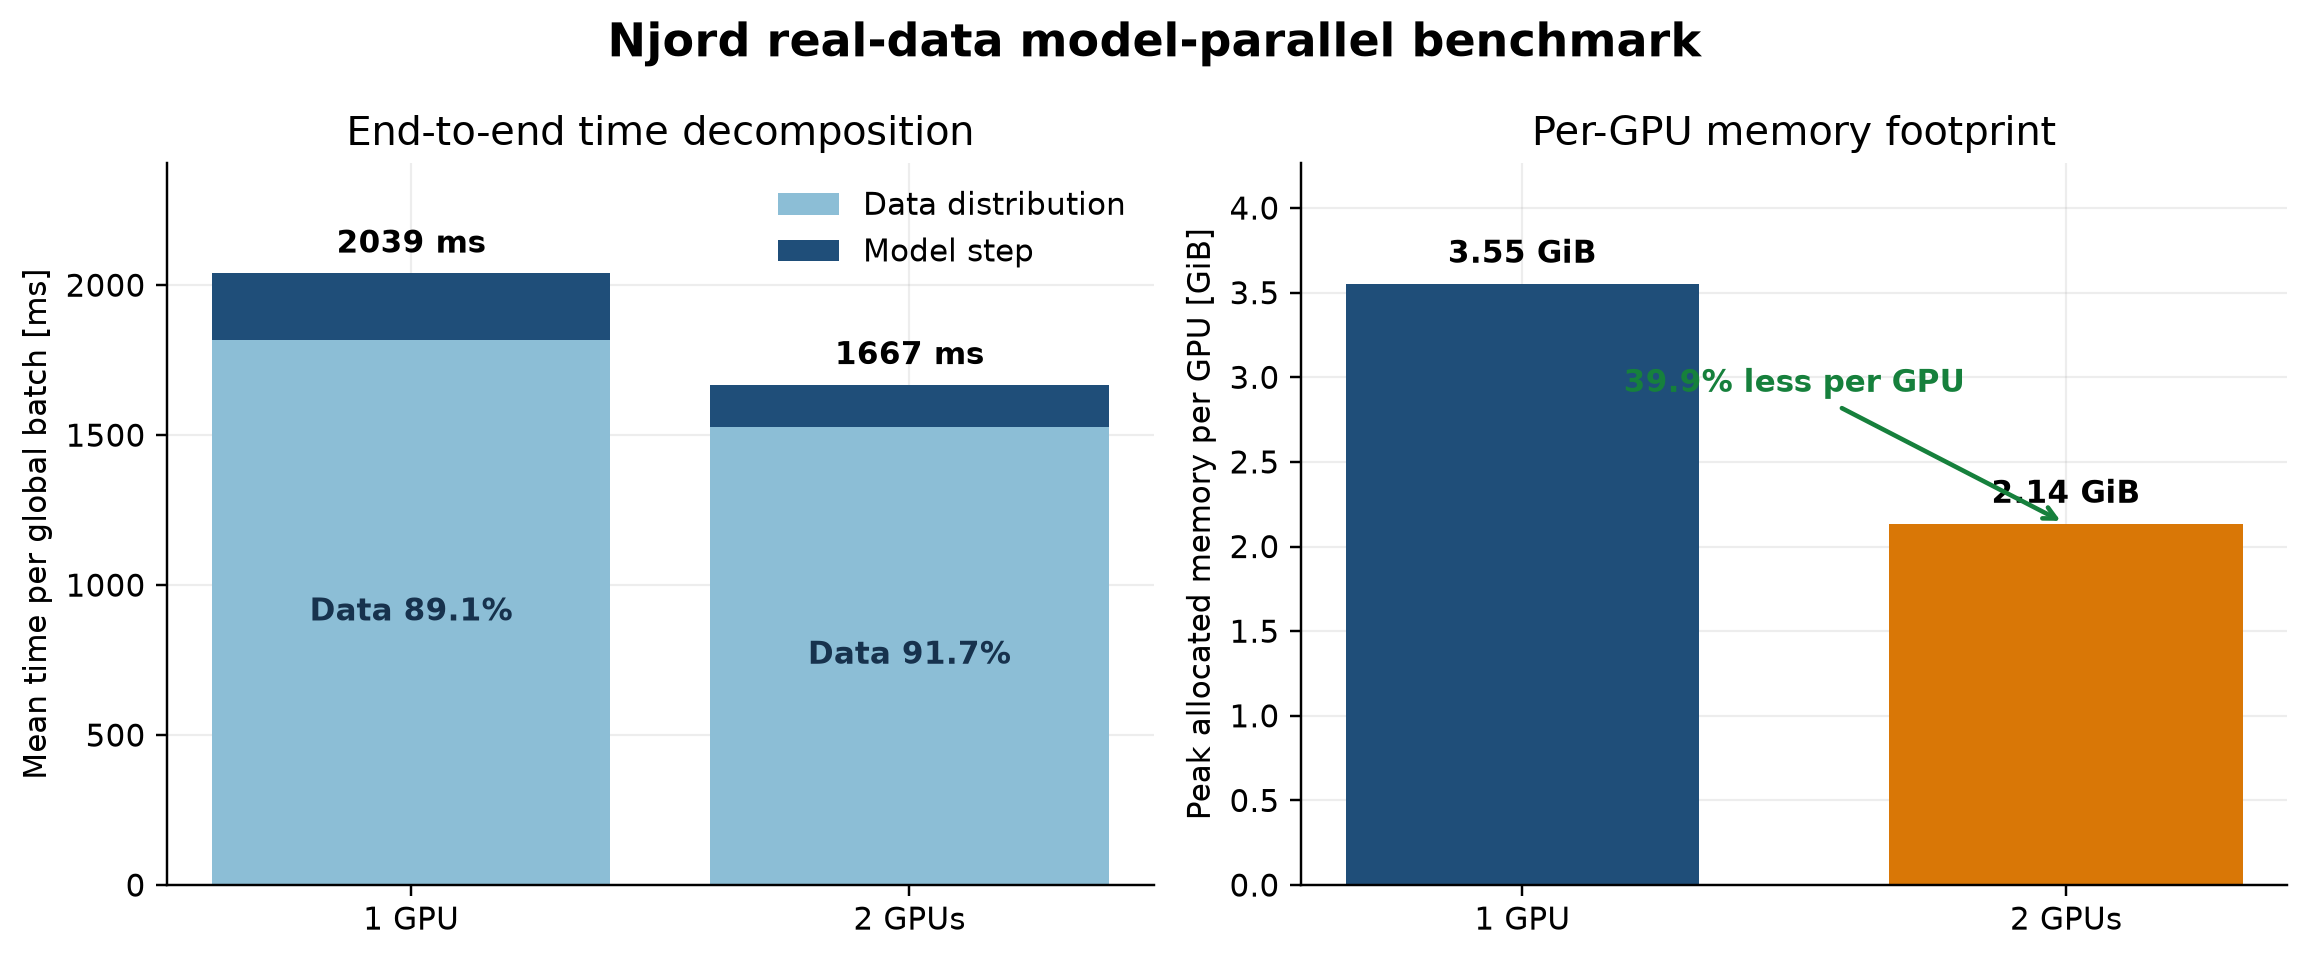 Njord real-data model-parallel benchmark
End-to-end time decomposition
Mean time per global batch [ms]
2000
1500
1000
500
0
Data distribution
Model step
2039 ms
1667 ms
Data 89.1%
Data 91.7%
1 GPU
2 GPUs
Per-GPU memory footprint
Peak allocated memory per GPU [GiB]
4.0
3.5
3.0
2.5
2.0
1.5
1.0
0.5
0.0
3.55 GiB
39.9% less per GPU
2.14 GiB
1 GPU
2 GPUs